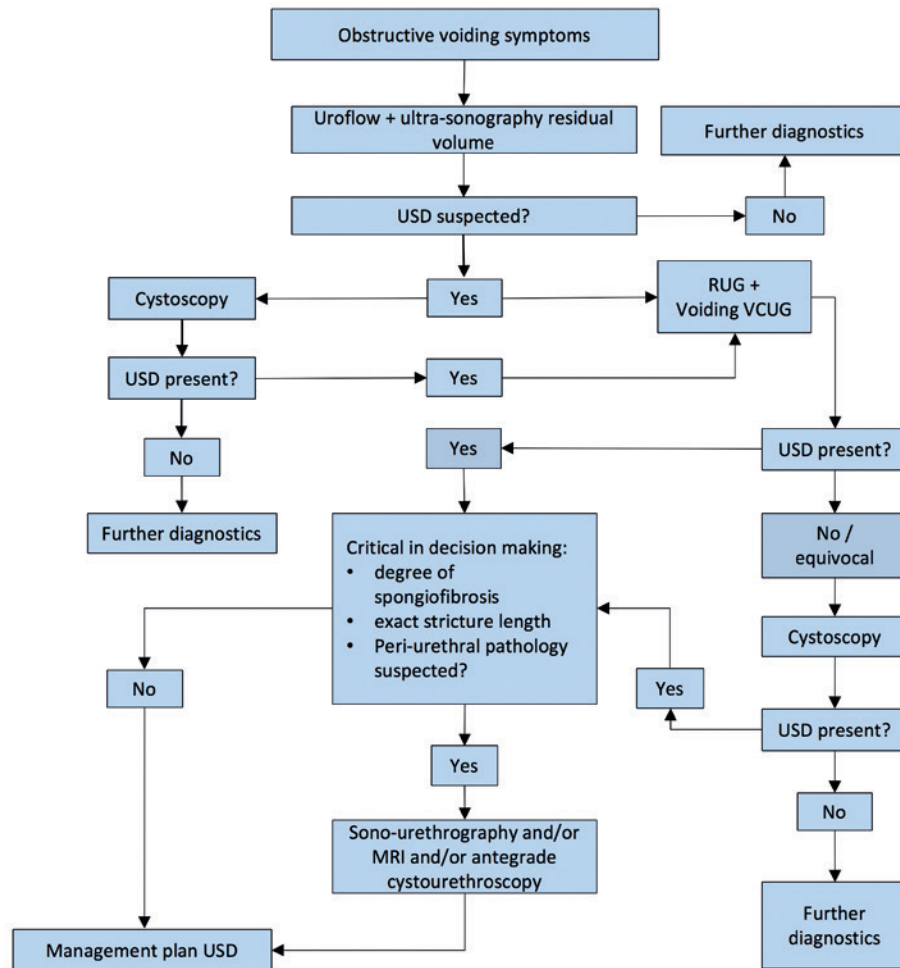 Obstructive voiding symptoms
Uroflow + ultra-sonography residual
volume
Further diagnostics
USD suspected?
No
Cystoscopy
Yes
RUG +
Voiding VCUG
USD present?
Yes
Yes
USD present?
No
Further diagnostics
Critical in decision making:
• degree of
spongiofibrosis
• exact stricture length
• Peri-urethral pathology
suspected?
No /
equivocal
Cystoscopy
No
Yes
USD present?
Yes
No
Sono-urethrography and/or
MRI and/or antegrade
cystourethroscopy
Further
diagnostics
Management plan USD